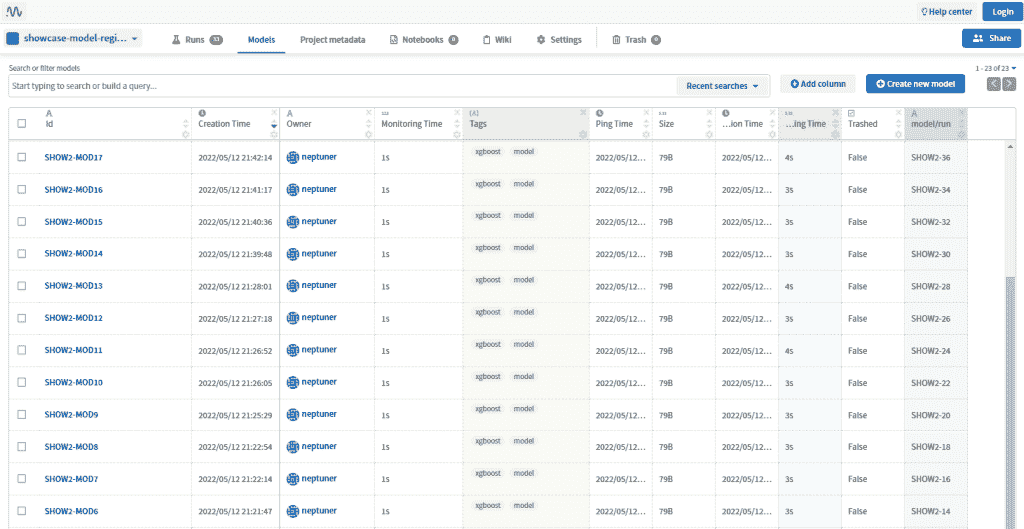 Help center Login
showcase-model-regi... Runs 33 Models Project metadata Notebooks 0 Wiki Settings Trash 0 Share
Search or filter models 1 - 23 of 23
Start typing to search or build a query... Recent searches Add column Create new model
Id Creation Time Owner Monitoring Time Tags Ping Time Size ...ion Time ...ing Time Trashed model/run
SHOW2-MOD17 2022/05/12 21:42:14 neptuner 1s xgboost model 2022/05/12... 79B 2022/05/12... 4s False SHOW2-36
SHOW2-MOD16 2022/05/12 21:41:17 neptuner 1s xgboost model 2022/05/12... 79B 2022/05/12... 3s False SHOW2-34
SHOW2-MOD15 2022/05/12 21:40:36 neptuner 1s xgboost model 2022/05/12... 79B 2022/05/12... 3s False SHOW2-32
SHOW2-MOD14 2022/05/12 21:39:48 neptuner 1s xgboost model 2022/05/12... 79B 2022/05/12... 3s False SHOW2-30
SHOW2-MOD13 2022/05/12 21:28:01 neptuner 1s xgboost model 2022/05/12... 79B 2022/05/12... 4s False SHOW2-28
SHOW2-MOD12 2022/05/12 21:27:18 neptuner 1s xgboost model 2022/05/12... 79B 2022/05/12... 3s False SHOW2-26
SHOW2-MOD11 2022/05/12 21:26:52 neptuner 1s xgboost model 2022/05/12... 79B 2022/05/12... 4s False SHOW2-24
SHOW2-MOD10 2022/05/12 21:26:05 neptuner 1s xgboost model 2022/05/12... 79B 2022/05/12... 3s False SHOW2-22
SHOW2-MOD9 2022/05/12 21:25:29 neptuner 1s xgboost model 2022/05/12... 79B 2022/05/12... 3s False SHOW2-20
SHOW2-MOD8 2022/05/12 21:22:54 neptuner 1s xgboost model 2022/05/12... 79B 2022/05/12... 3s False SHOW2-18
SHOW2-MOD7 2022/05/12 21:22:14 neptuner 1s xgboost model 2022/05/12... 79B 2022/05/12... 3s False SHOW2-16
SHOW2-MOD6 2022/05/12 21:21:47 neptuner 1s xgboost model 2022/05/12... 79B 2022/05/12... 3s False SHOW2-14